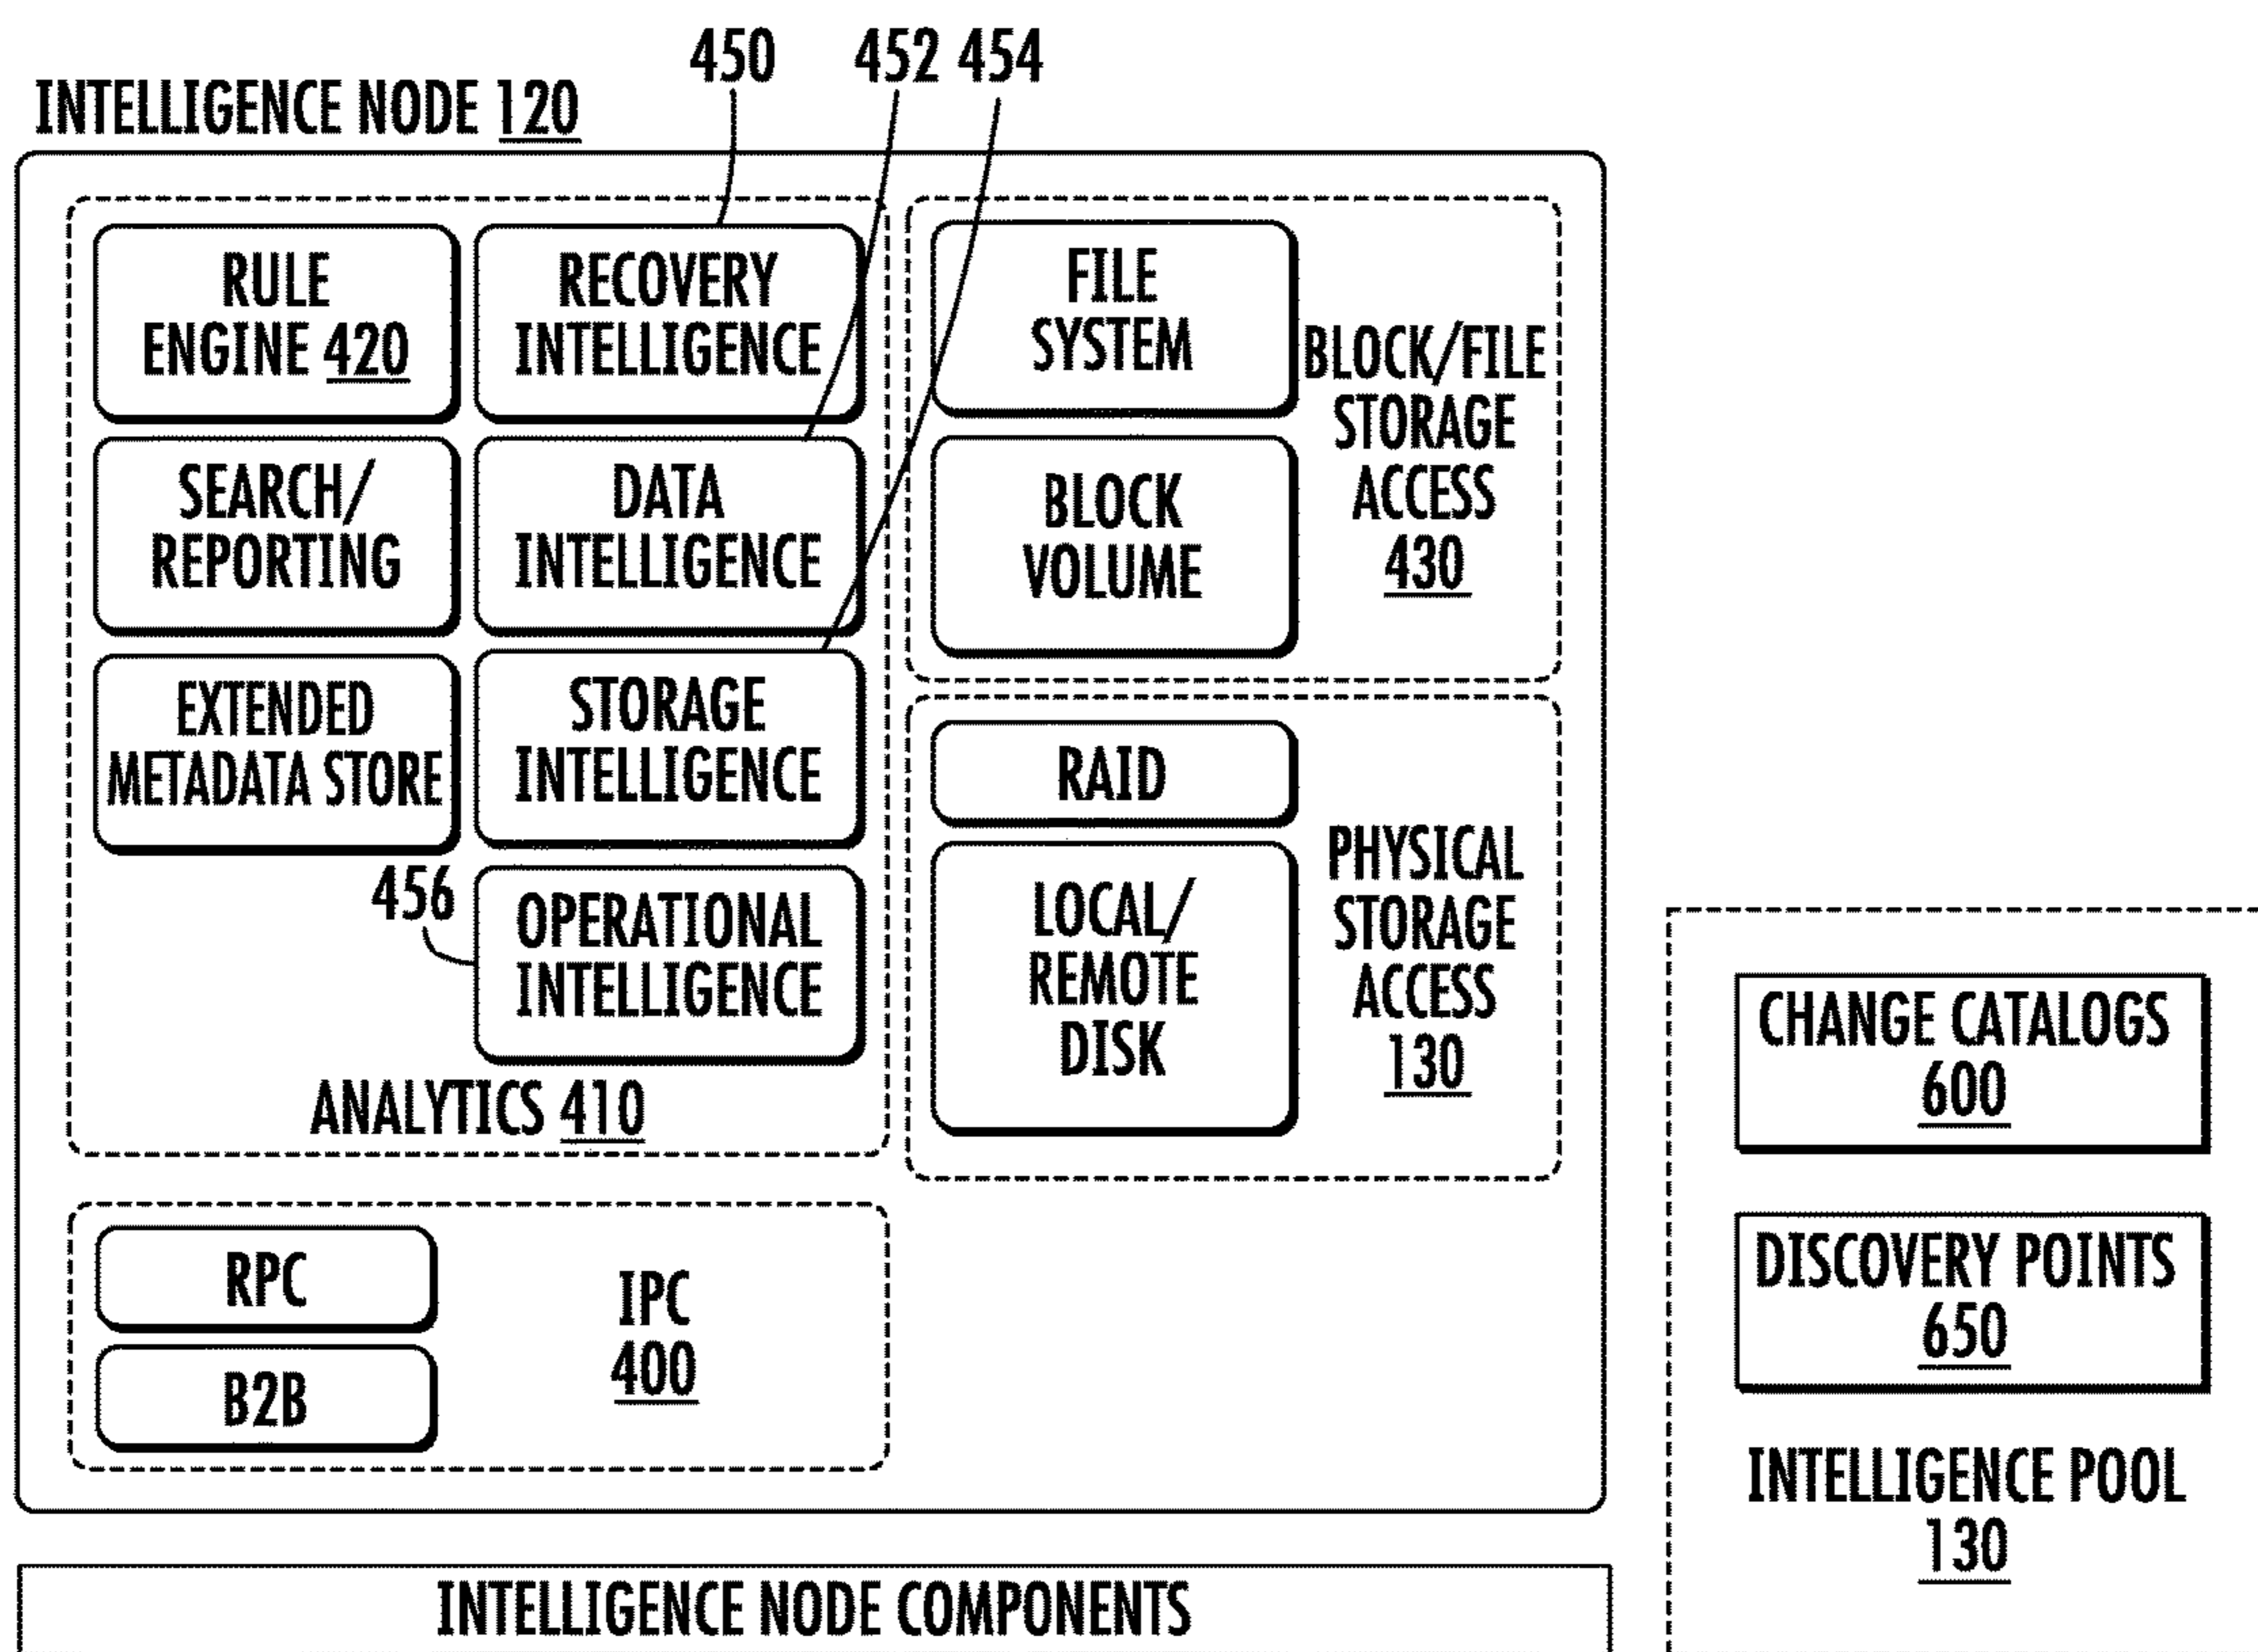 450
452
454
INTELLIGENCE NODE 120
RULE
ENGINE 420
RECOVERY
INTELLIGENCE
SEARCH/
REPORTING
DATA
INTELLIGENCE
EXTENDED
METADATA STORE
STORAGE
INTELLIGENCE
456
OPERATIONAL
INTELLIGENCE
ANALYTICS 410
FILE
SYSTEM
BLOCK
VOLUME
BLOCK/FILE
STORAGE
ACCESS
430
RAID
LOCAL/
REMOTE
DISK
PHYSICAL
STORAGE
ACCESS
130
RPC
B2B
IPC
400
CHANGE CATALOGS
600
DISCOVERY POINTS
650
INTELLIGENCE POOL
130
INTELLIGENCE NODE COMPONENTS